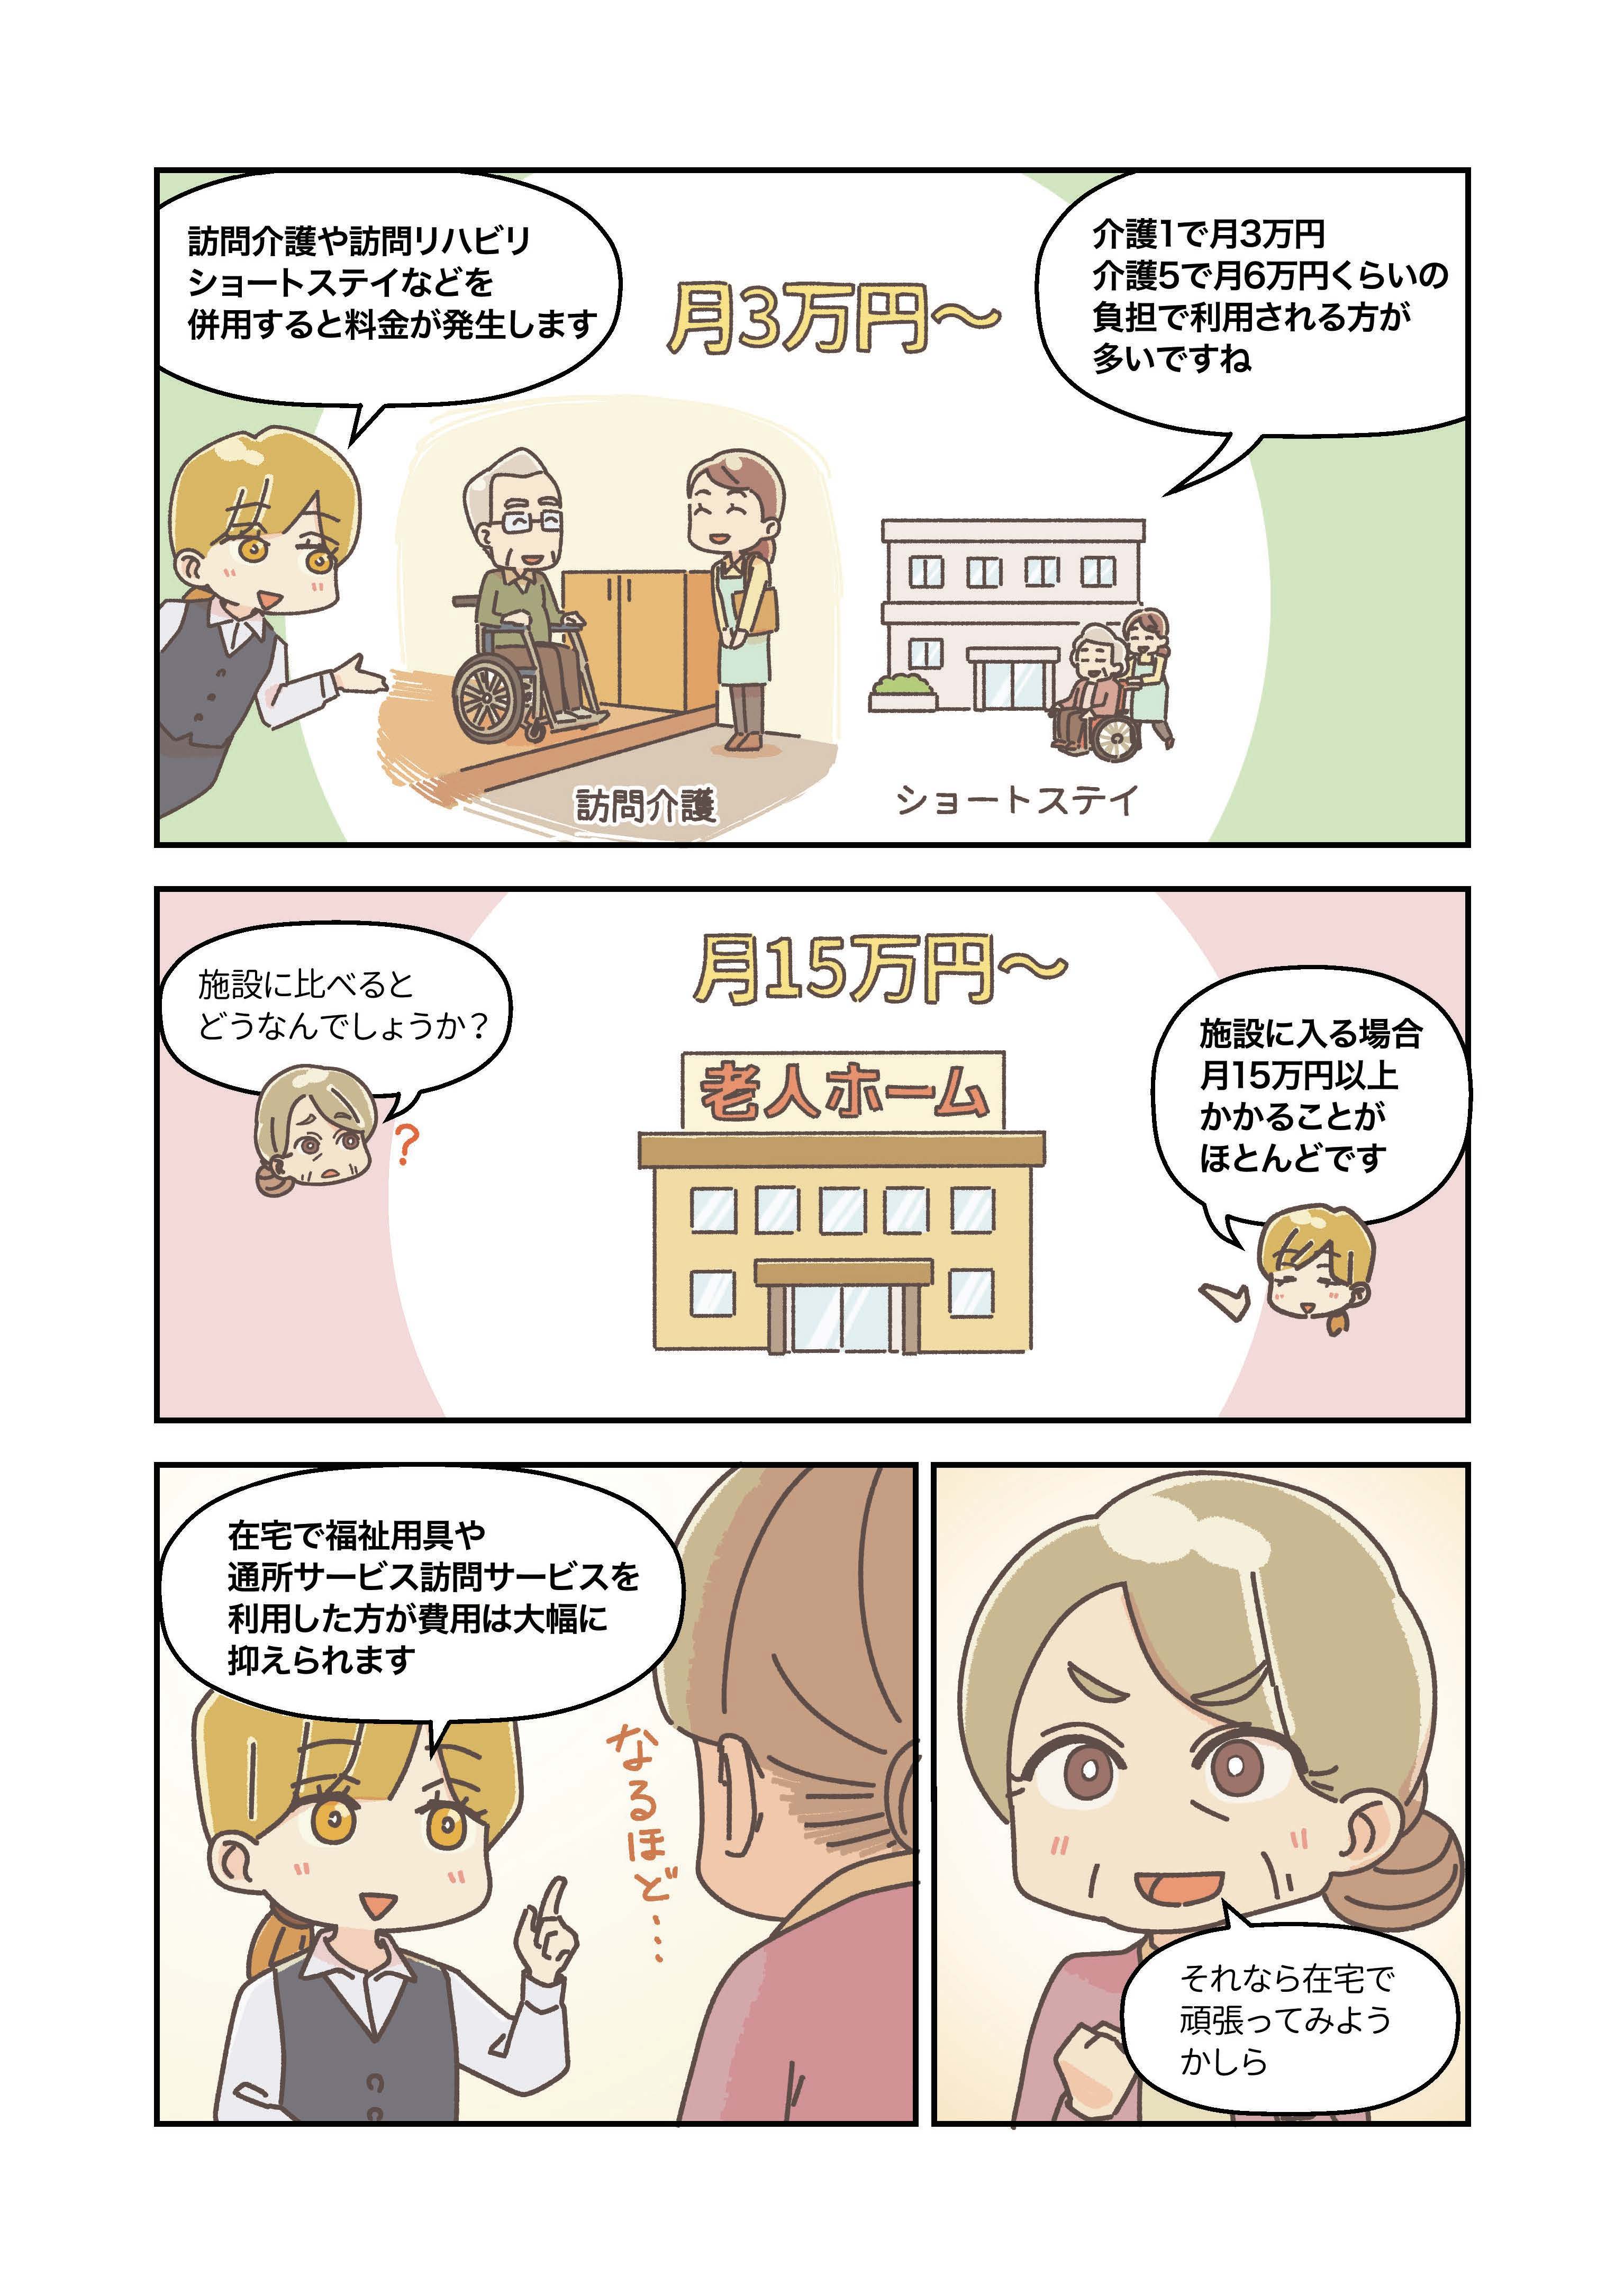 訪問介護や訪問リハビリ
ショートステイなどを
併用すると料金が発生します
月3万円～
介護1で月3万円
介護5で月6万円くらいの
負担で利用される方が
多いですね
訪問介護
ショートステイ
施設に比べると
どうなんでしょうか？
?
月15万円～
老人ホーム
施設に入る場合
月15万円以上
かかることが
ほとんどです
在宅で福祉用具や
通所サービス訪問サービスを
利用した方が費用は大幅に
抑えられます
なるほど…
それなら在宅で
頑張ってみよう
かしら